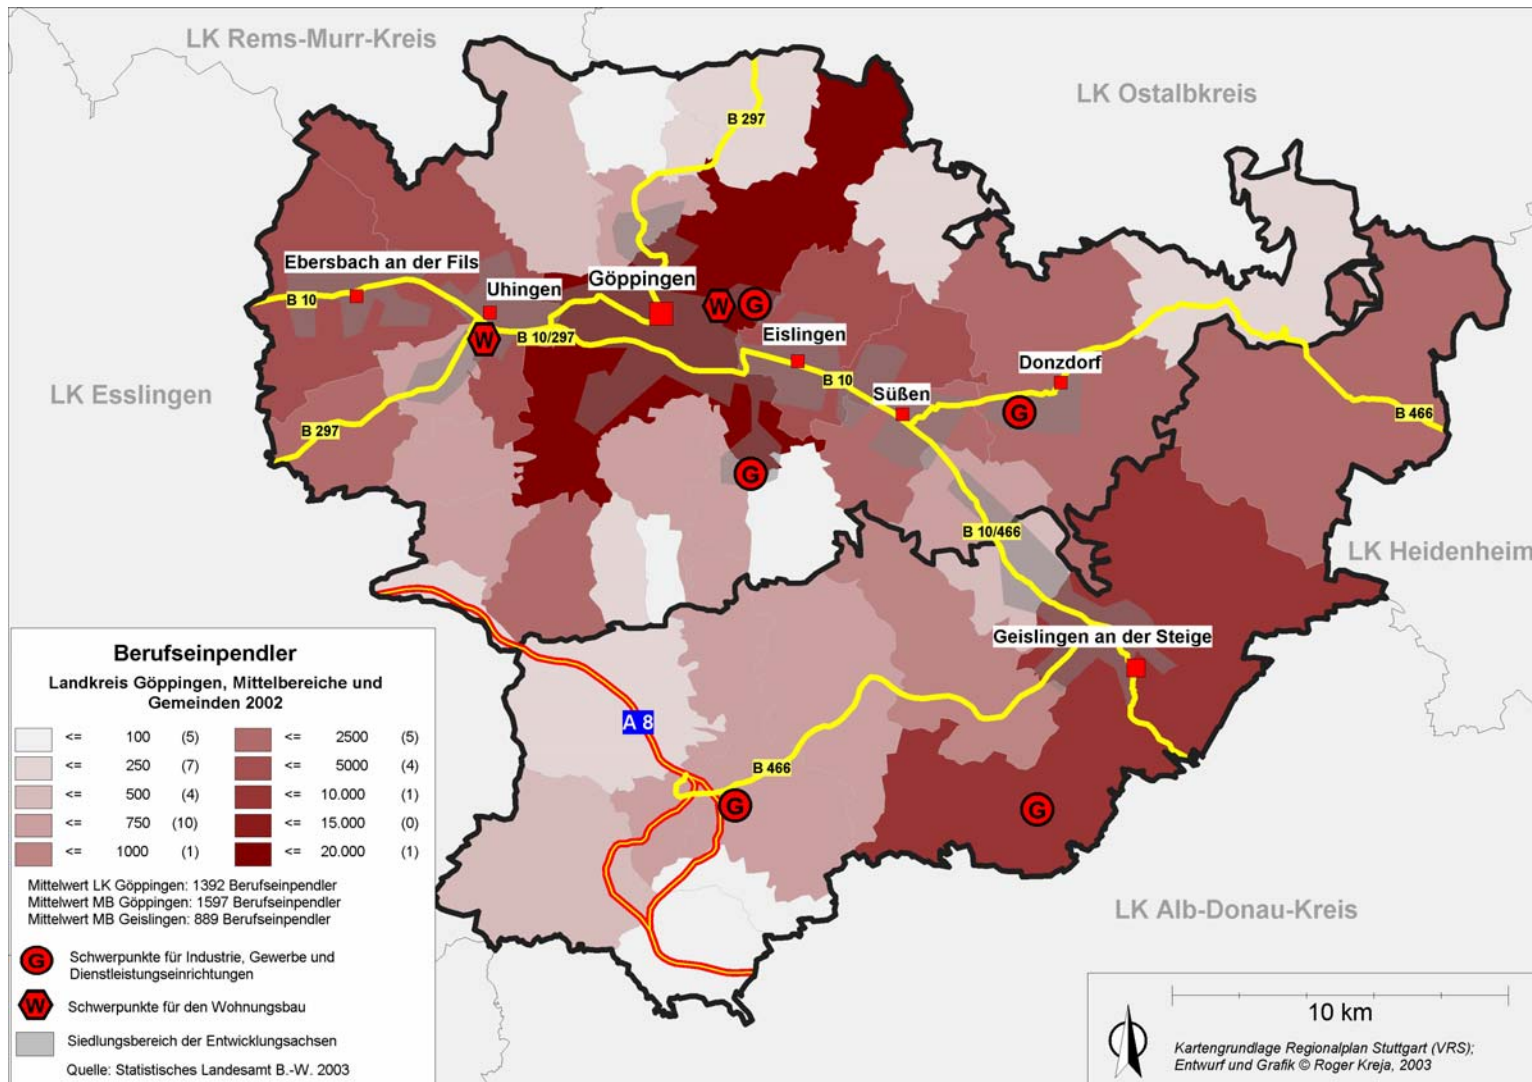 LK Rems-Murr-Kreis
LK Ostalbkreis
B 297
Ebersbach an der Fils
B 10
Uhingen
Göppingen
W
G
B 10/297
W
Eislingen
B 10
Donzdorf
Süßen
G
LK Esslingen
B 297
B 466
G
B 10/466
LK Heidenheim
Geislingen an der Steige
A 8
B 466
G
G
LK Alb-Donau-Kreis
Berufseinpendler
Landkreis Göppingen, Mittelbereiche und
Gemeinden 2002
<= 100 (5) <= 2500 (5)
<= 250 (7) <= 5000 (4)
<= 500 (4) <= 10.000 (1)
<= 750 (10) <= 15.000 (0)
<= 1000 (1) <= 20.000 (1)
Mittelwert LK Göppingen: 1392 Berufseinpendler
Mittelwert MB Göppingen: 1597 Berufseinpendler
Mittelwert MB Geislingen: 889 Berufseinpendler
G Schwerpunkte für Industrie, Gewerbe und
Dienstleistungseinrichtungen
W Schwerpunkte für den Wohnungsbau
Siedlungsbereich der Entwicklungsachsen
Quelle: Statistisches Landesamt B.-W. 2003
10 km
Kartengrundlage Regionalplan Stuttgart (VRS);
Entwurf und Grafik © Roger Kreja, 2003